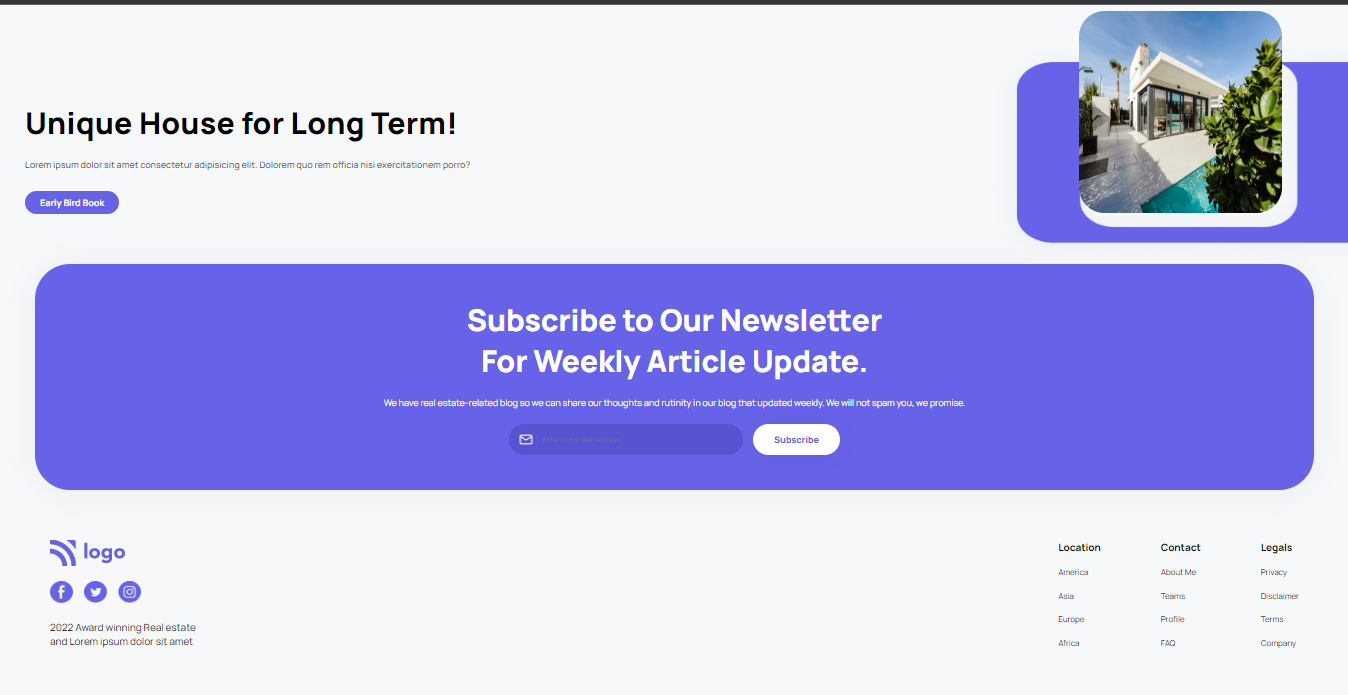 Unique House for Long Term!
Lorem ipsum dolor sit amet consectetur adipisicing elit. Dolorem quo rem officia nisi exercitationem porro?
Early Bird Book
Subscribe to Our Newsletter
For Weekly Article Update.
We have real estate-related blog so we can share our thoughts and rutinity in our blog that updated weekly. We will not spam you, we promise.
Subscribe
logo
2022 Award winning Real estate
and Lorem ipsum dolor sit amet
Location
America
Asia
Europe
Africa
Contact
About Me
Teams
Profile
FAQ
Legals
Privacy
Disclaimer
Terms
Company